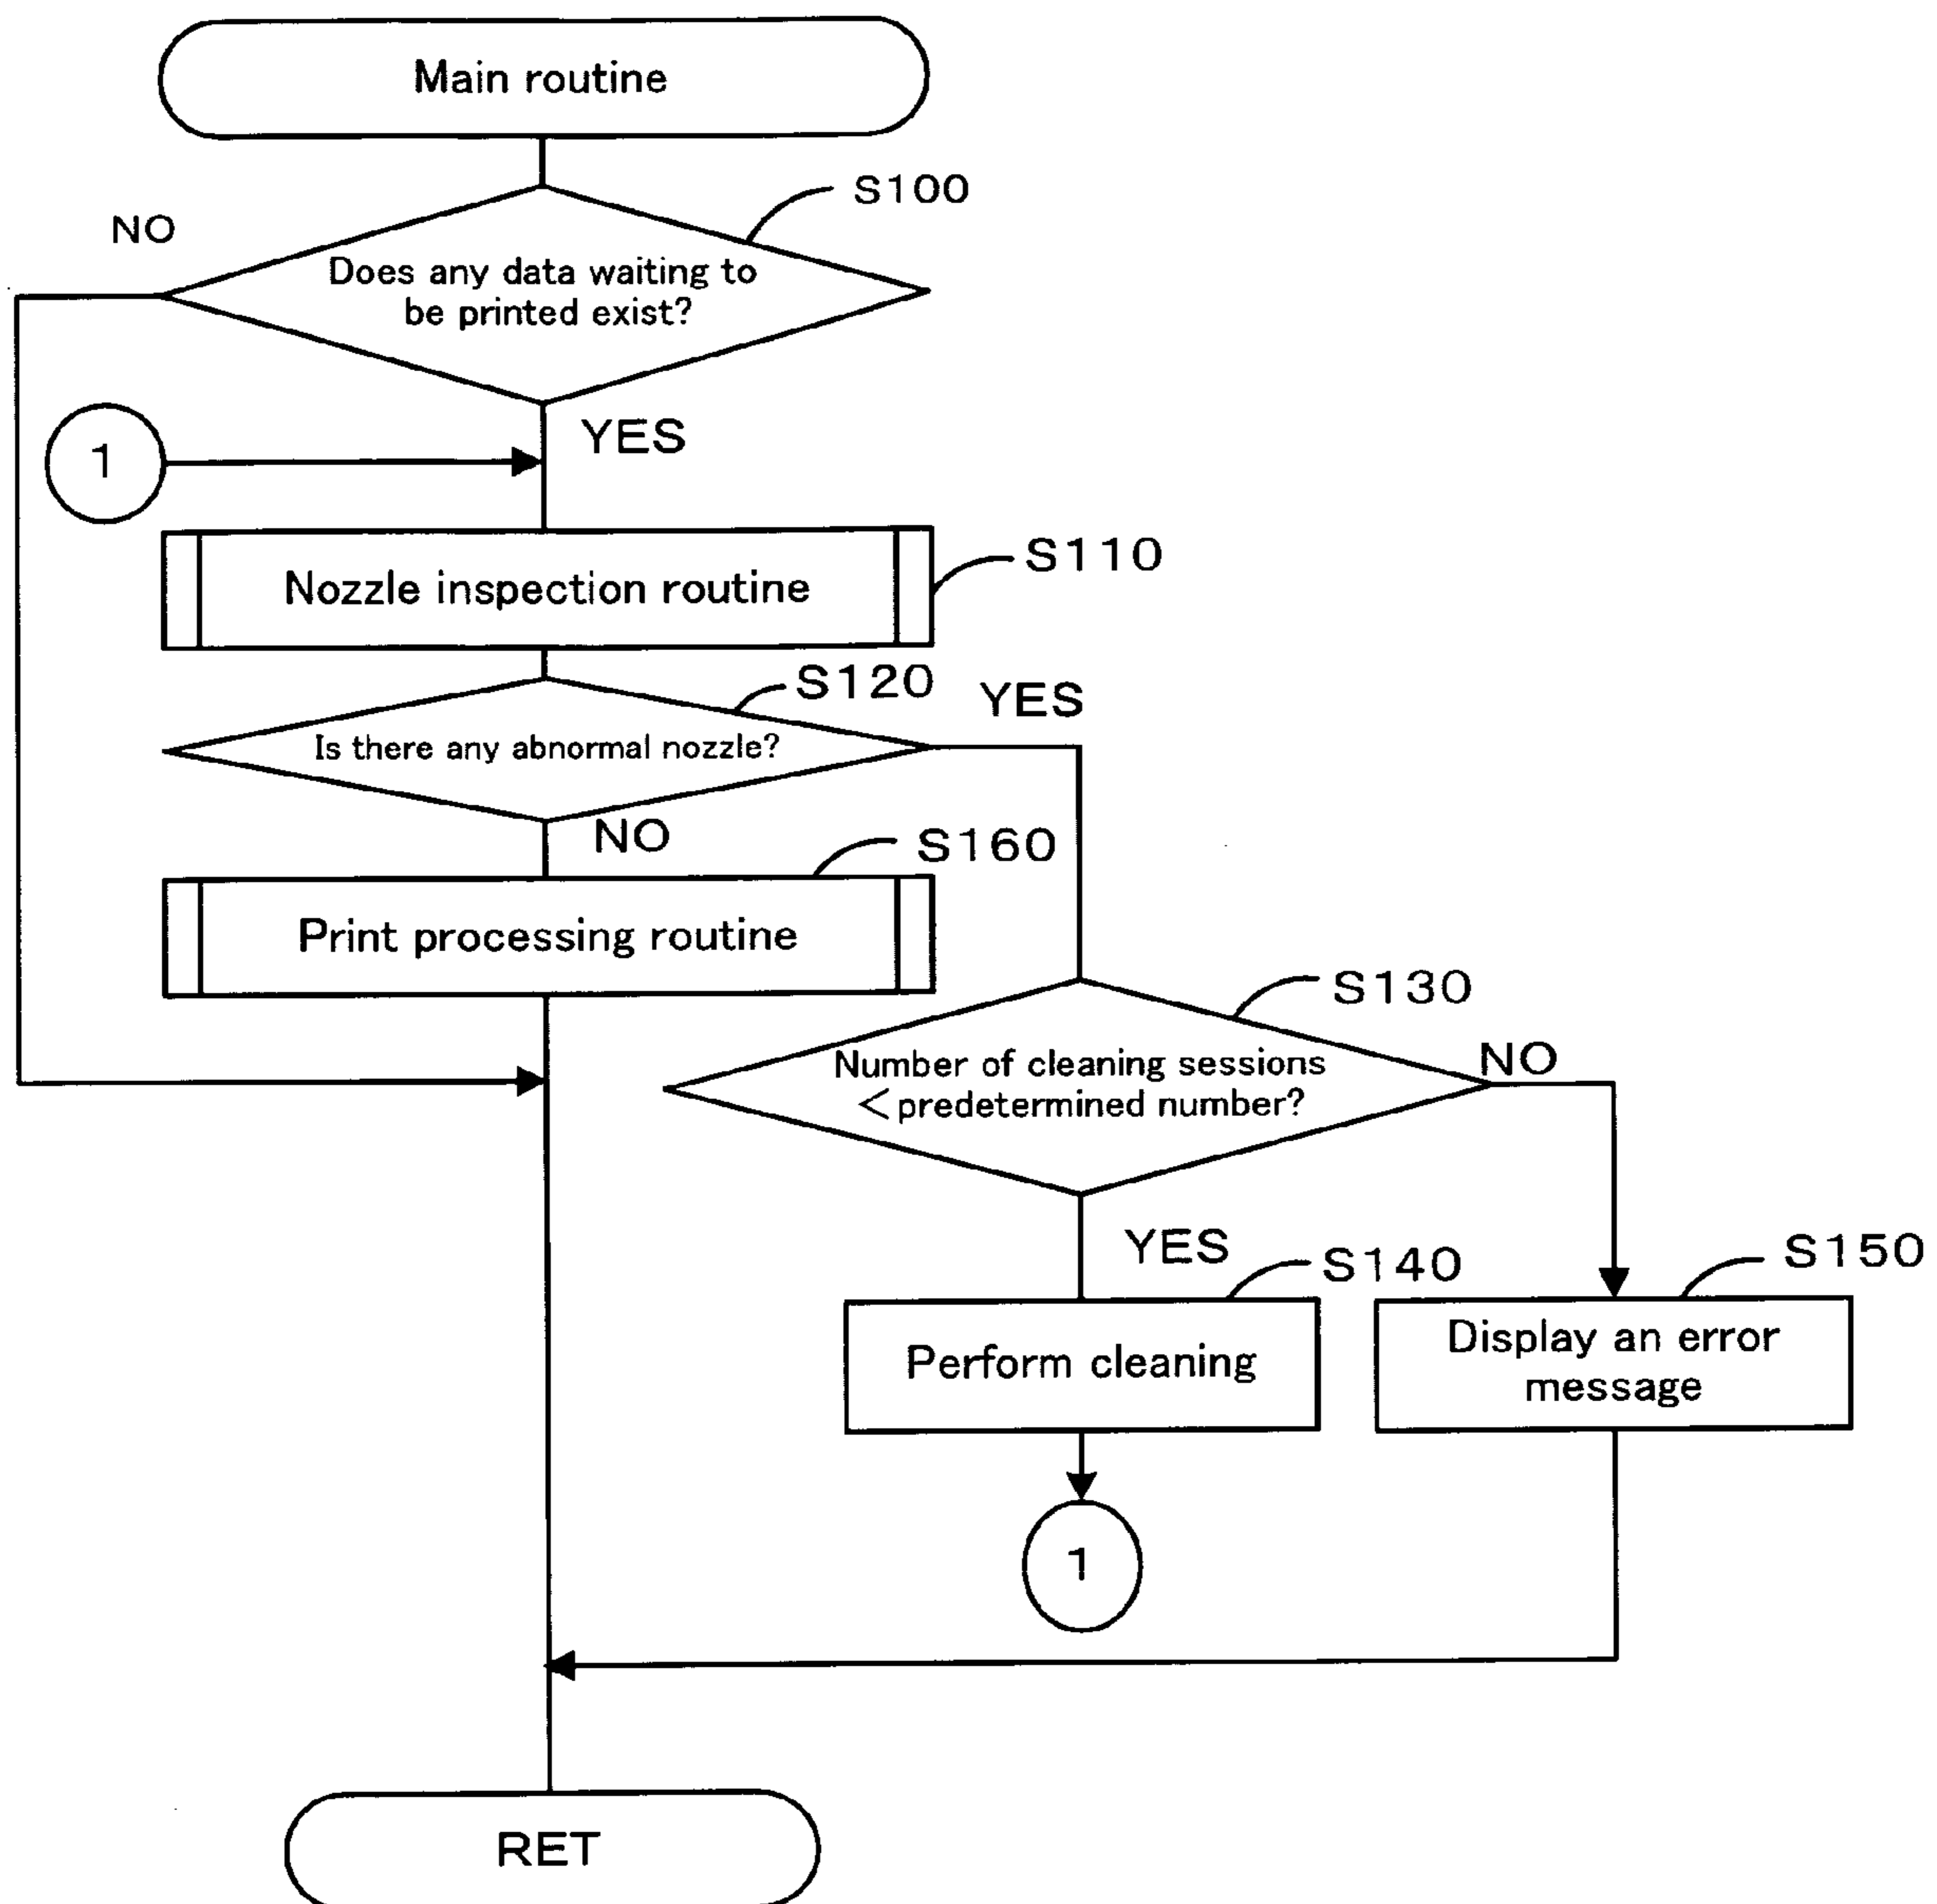 Main routine
S100
NO
Does any data waiting to
be printed exist?
YES
1
S110
Nozzle inspection routine
S120
YES
Is there any abnormal nozzle?
NO
S160
Print processing routine
S130
NO
Number of cleaning sessions
< predetermined number?
YES
S140
S150
Perform cleaning
Display an error
message
1
RET